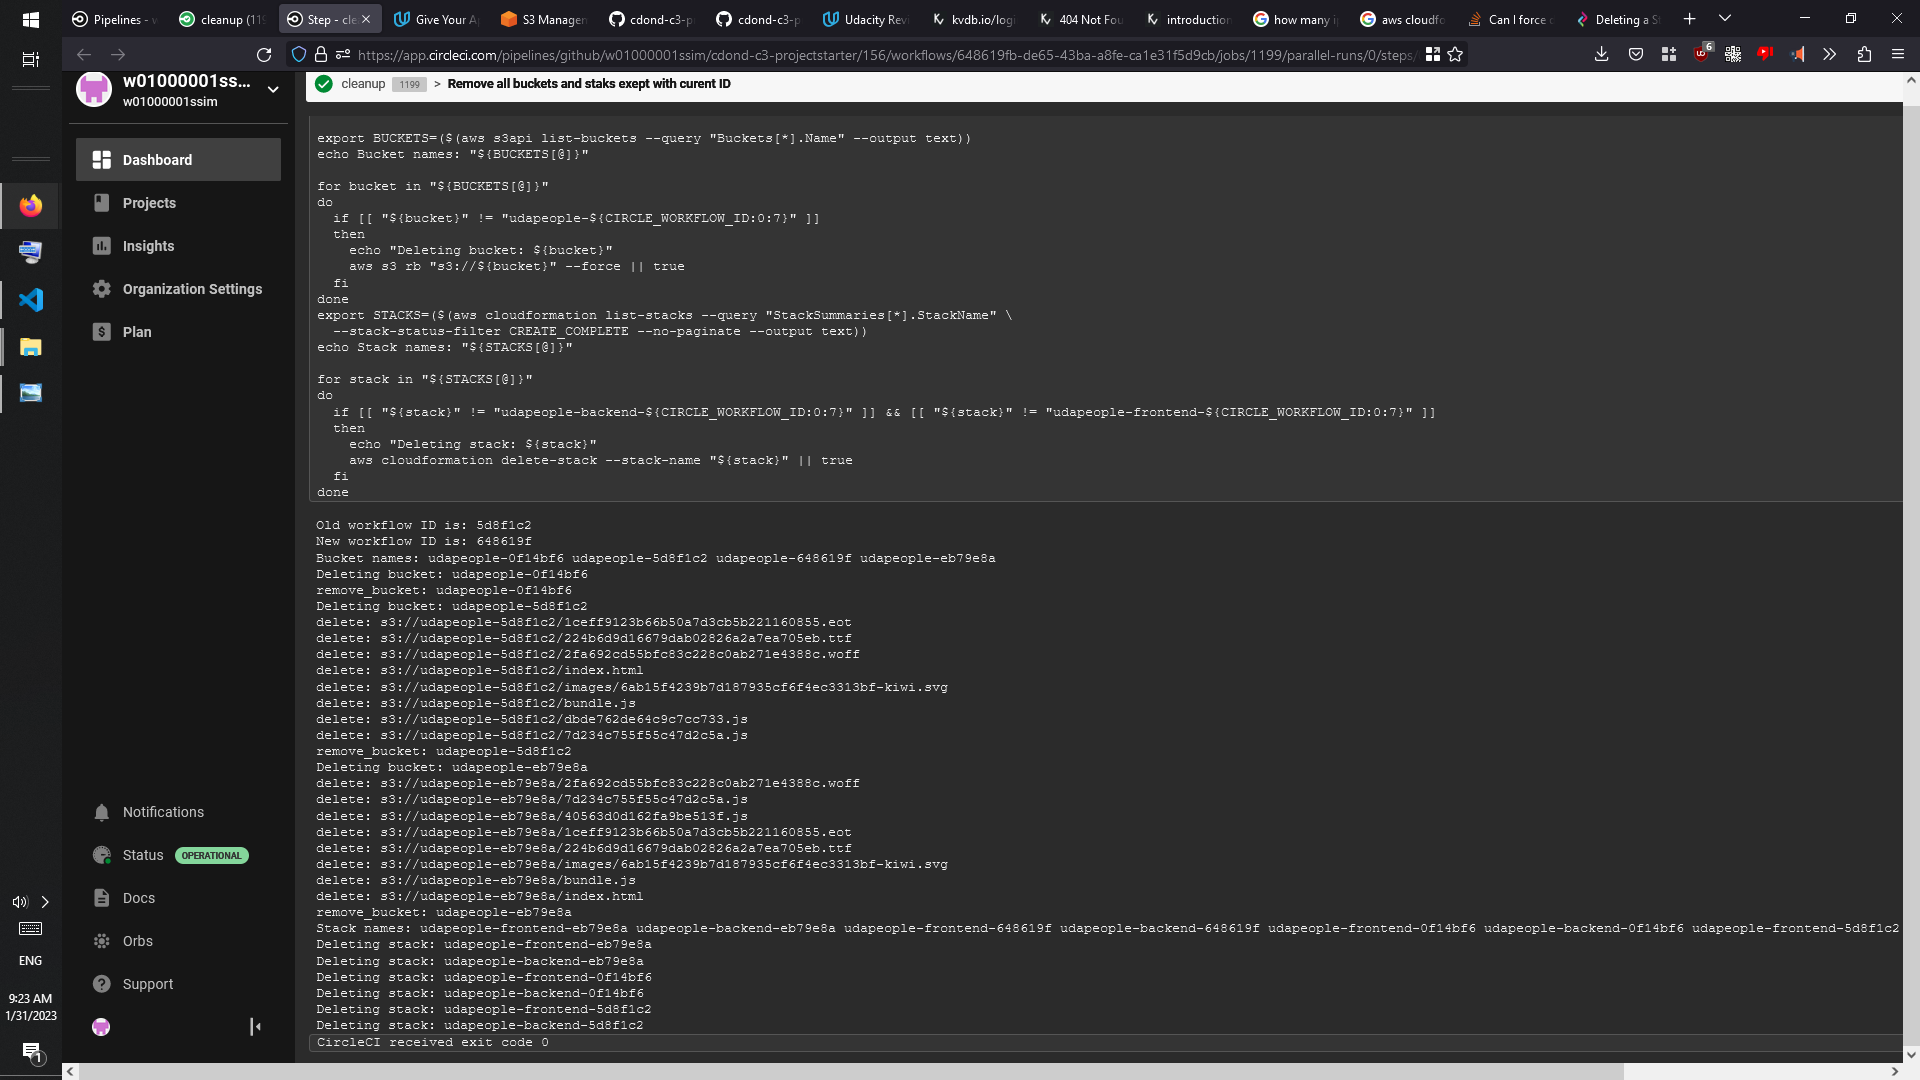 Pipelines - w
cleanup (119
Step - cle
Give Your A
S3 Manage
cdond-c3-p
cdond-c3-p
Udacity Revi
kvdb.io/logi
404 Not Fou
introduction
how many i
aws cloudfo
Can I force
Deleting a S
https://app.circleci.com/pipelines/github/w01000001ssim/cdond-c3-projectstarter/156/workflows/648619fb-de65-43ba-a8fe-ca1e31f5d9cb/jobs/1199/parallel-runs/0/steps/
6
w01000001ss...
w01000001ssim
Dashboard
Projects
Insights
Organization Settings
Plan
Notifications
Status OPERATIONAL
Docs
Orbs
Support
ENG
9:23 AM
1/31/2023
1
cleanup 1199 > Remove all buckets and staks exept with curent ID
export BUCKETS=($(aws s3api list-buckets --query "Buckets[*].Name" --output text))
echo Bucket names: "${BUCKETS[@]}"
for bucket in "${BUCKETS[@]}"
do
if [[ "${bucket}" != "udapeople-${CIRCLE_WORKFLOW_ID:0:7}" ]]
then
echo "Deleting bucket: ${bucket}"
aws s3 rb "s3://${bucket}" --force || true
fi
done
export STACKS=($(aws cloudformation list-stacks --query "StackSummaries[*].StackName" \
--stack-status-filter CREATE_COMPLETE --no-paginate --output text))
echo Stack names: "${STACKS[@]}"
for stack in "${STACKS[@]}"
do
if [[ "${stack}" != "udapeople-backend-${CIRCLE_WORKFLOW_ID:0:7}" ]] && [[ "${stack}" != "udapeople-frontend-${CIRCLE_WORKFLOW_ID:0:7}" ]]
then
echo "Deleting stack: ${stack}"
aws cloudformation delete-stack --stack-name "${stack}" || true
fi
done
Old workflow ID is: 5d8f1c2
New workflow ID is: 648619f
Bucket names: udapeople-0f14bf6 udapeople-5d8f1c2 udapeople-648619f udapeople-eb79e8a
Deleting bucket: udapeople-0f14bf6
remove_bucket: udapeople-0f14bf6
Deleting bucket: udapeople-5d8f1c2
delete: s3://udapeople-5d8f1c2/1ceff9123b66b50a7d3cb5b221160855.eot
delete: s3://udapeople-5d8f1c2/224b6d9d16679dab02826a2a7ea705eb.ttf
delete: s3://udapeople-5d8f1c2/2fa692cd55bfc83c228c0ab271e4388c.woff
delete: s3://udapeople-5d8f1c2/index.html
delete: s3://udapeople-5d8f1c2/images/6ab15f4239b7d187935cf6f4ec3313bf-kiwi.svg
delete: s3://udapeople-5d8f1c2/bundle.js
delete: s3://udapeople-5d8f1c2/dbde762de64c9c7cc733.js
delete: s3://udapeople-5d8f1c2/7d234c755f55c47d2c5a.js
remove_bucket: udapeople-5d8f1c2
Deleting bucket: udapeople-eb79e8a
delete: s3://udapeople-eb79e8a/2fa692cd55bfc83c228c0ab271e4388c.woff
delete: s3://udapeople-eb79e8a/7d234c755f55c47d2c5a.js
delete: s3://udapeople-eb79e8a/40563d0d162fa9be513f.js
delete: s3://udapeople-eb79e8a/1ceff9123b66b50a7d3cb5b221160855.eot
delete: s3://udapeople-eb79e8a/224b6d9d16679dab02826a2a7ea705eb.ttf
delete: s3://udapeople-eb79e8a/images/6ab15f4239b7d187935cf6f4ec3313bf-kiwi.svg
delete: s3://udapeople-eb79e8a/bundle.js
delete: s3://udapeople-eb79e8a/index.html
remove_bucket: udapeople-eb79e8a
Stack names: udapeople-frontend-eb79e8a udapeople-backend-eb79e8a udapeople-frontend-648619f udapeople-backend-648619f udapeople-frontend-0f14bf6 udapeople-backend-0f14bf6 udapeople-frontend-5d8f1c2
Deleting stack: udapeople-frontend-eb79e8a
Deleting stack: udapeople-backend-eb79e8a
Deleting stack: udapeople-frontend-0f14bf6
Deleting stack: udapeople-backend-0f14bf6
Deleting stack: udapeople-frontend-5d8f1c2
Deleting stack: udapeople-backend-5d8f1c2
CircleCI received exit code 0